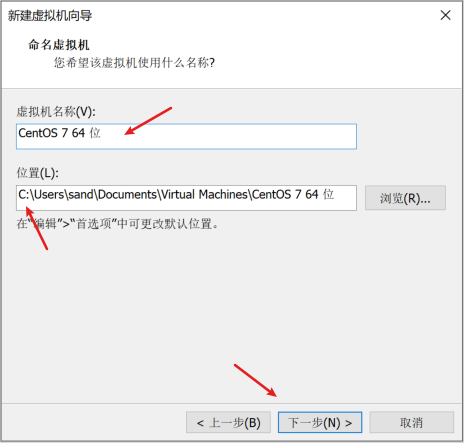 新建虚拟机向导
命名虚拟机
您希望该虚拟机使用什么名称?
虚拟机名称(V):
CentOS 7 64 位
位置(L):
C:\Users\sand\Documents\Virtual Machines\CentOS 7 64 位
浏览(R)...
在“编辑”>“首选项”中可更改默认位置。
< 上一步(B)
下一步(N) >
取消